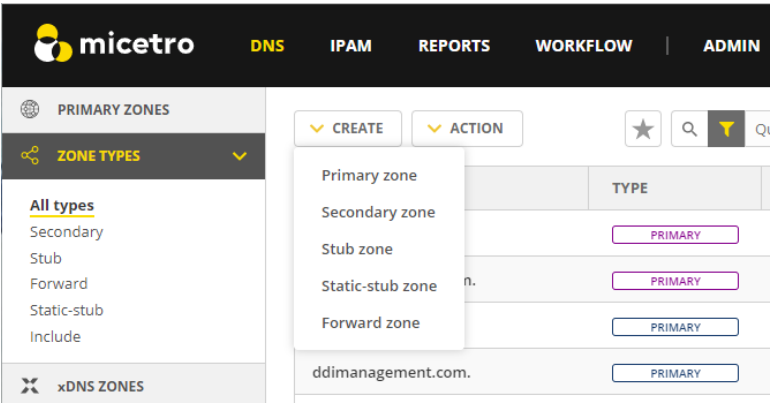 micetro DNS IPAM REPORTS WORKFLOW ADMIN
PRIMARY ZONES
ZONE TYPES
All types
Secondary
Stub
Forward
Static-stub
Include
xDNS ZONES
CREATE ACTION Qu
Primary zone
Secondary zone
Stub zone
Static-stub zone
Forward zone
TYPE
PRIMARY
m. PRIMARY
PRIMARY
ddimanagement.com. PRIMARY